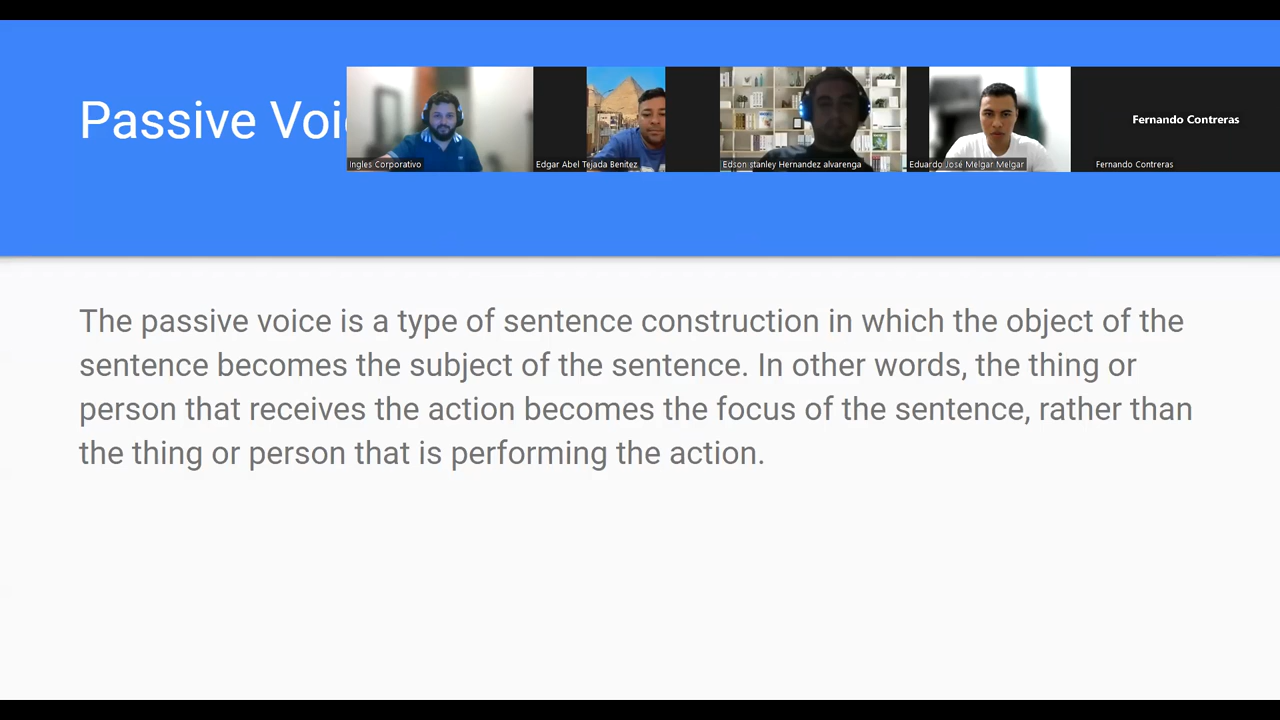 Passive Voi
Ingles Corporativo
Edgar Abel Tejada Benitez
Edson stanley Hernandez alvarenga
Eduardo José Melgar Melgar
Fernando Contreras
Fernando Contreras
The passive voice is a type of sentence construction in which the object of the
sentence becomes the subject of the sentence. In other words, the thing or
person that receives the action becomes the focus of the sentence, rather than
the thing or person that is performing the action.